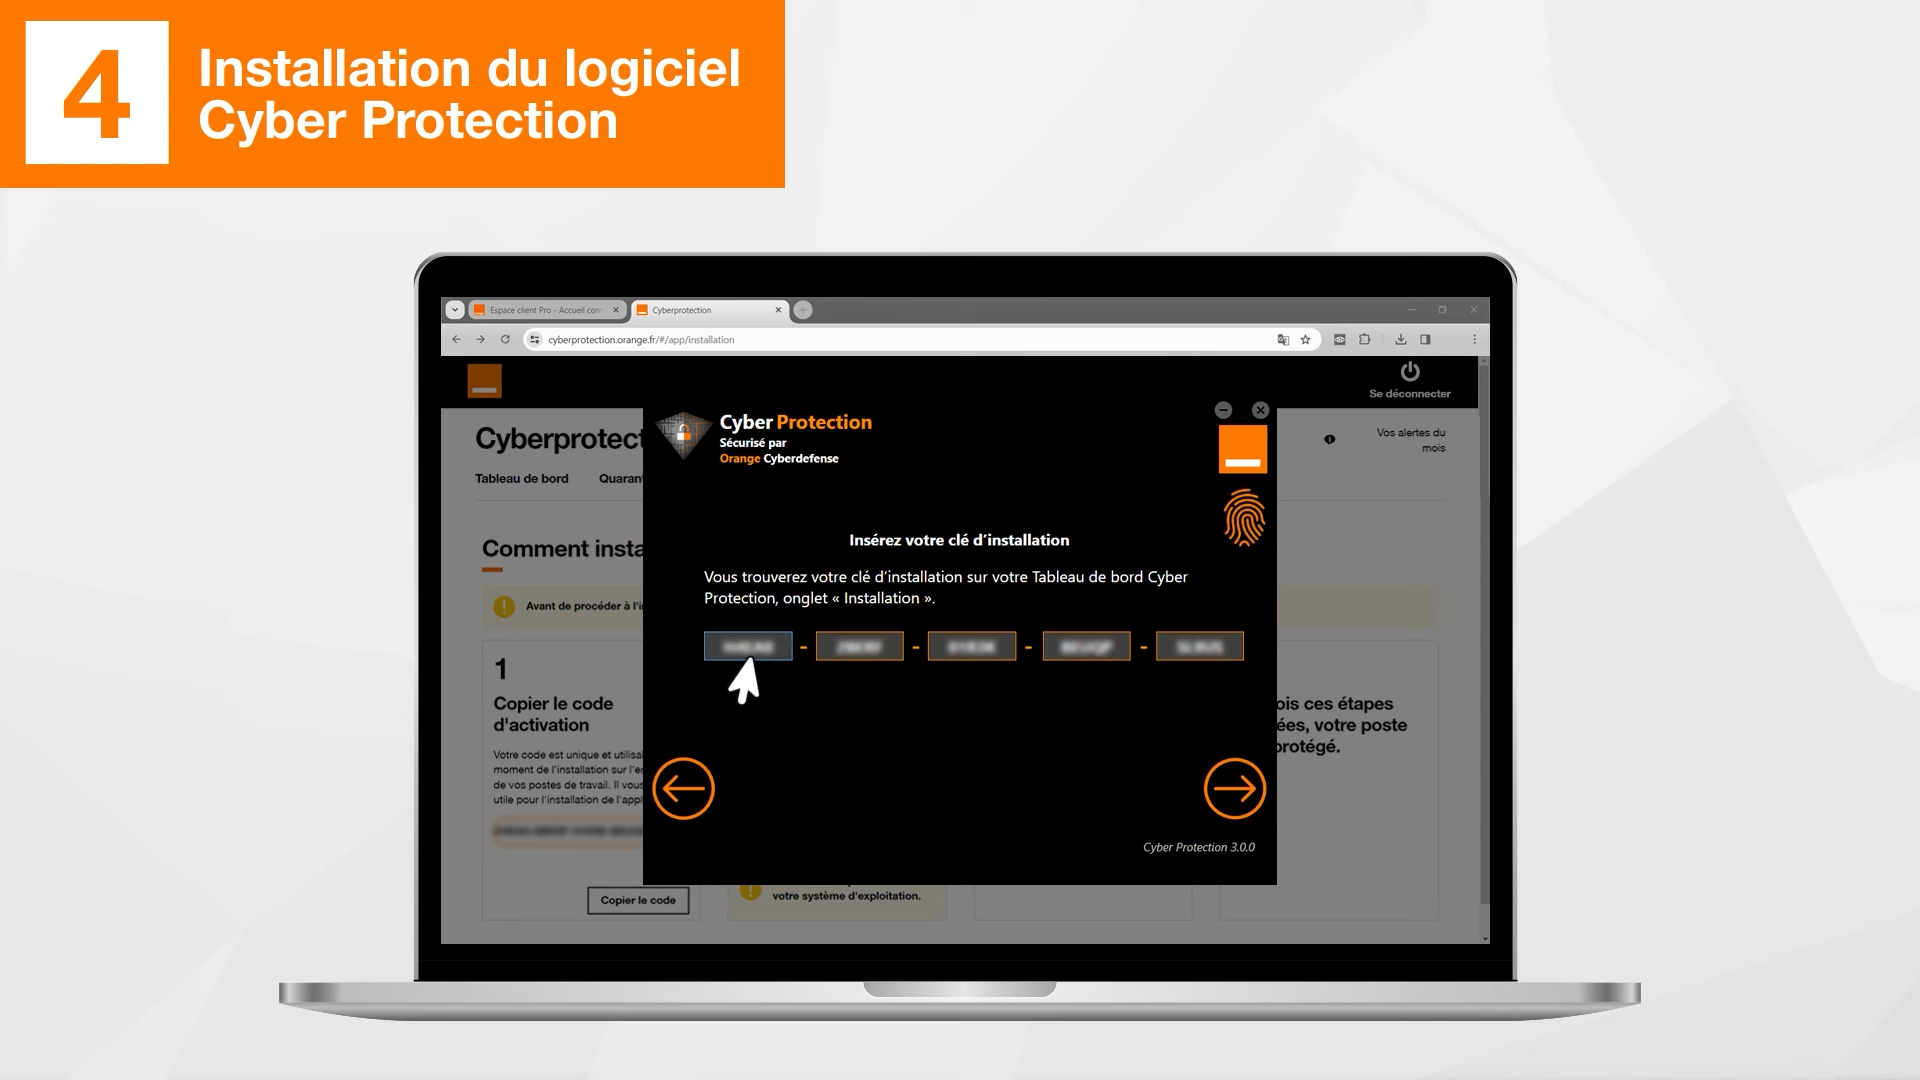 4
Installation du logiciel
Cyber Protection
Espace client Pro - Accueil con
Cyberprotection
cyberprotection.orange.fr/#/app/installation
Se déconnecter
Cyberprotect
Vos alertes du
mois
Tableau de bord
Quaran
Comment insta
Avant de procéder à l'i
1
Copier le code
d'activation
Votre code est unique et utilisa
moment de l'installation sur l'e
de vos postes de travail. Il vous
utile pour l'installation de l'appl
Copier le code
votre système d'exploitation.
ois ces étapes
ées, votre poste
protégé.
Cyber Protection
Sécurisé par
Orange Cyberdefense
Insérez votre clé d'installation
Vous trouverez votre clé d'installation sur votre Tableau de bord Cyber
Protection, onglet « Installation ».
- - - -
Cyber Protection 3.0.0